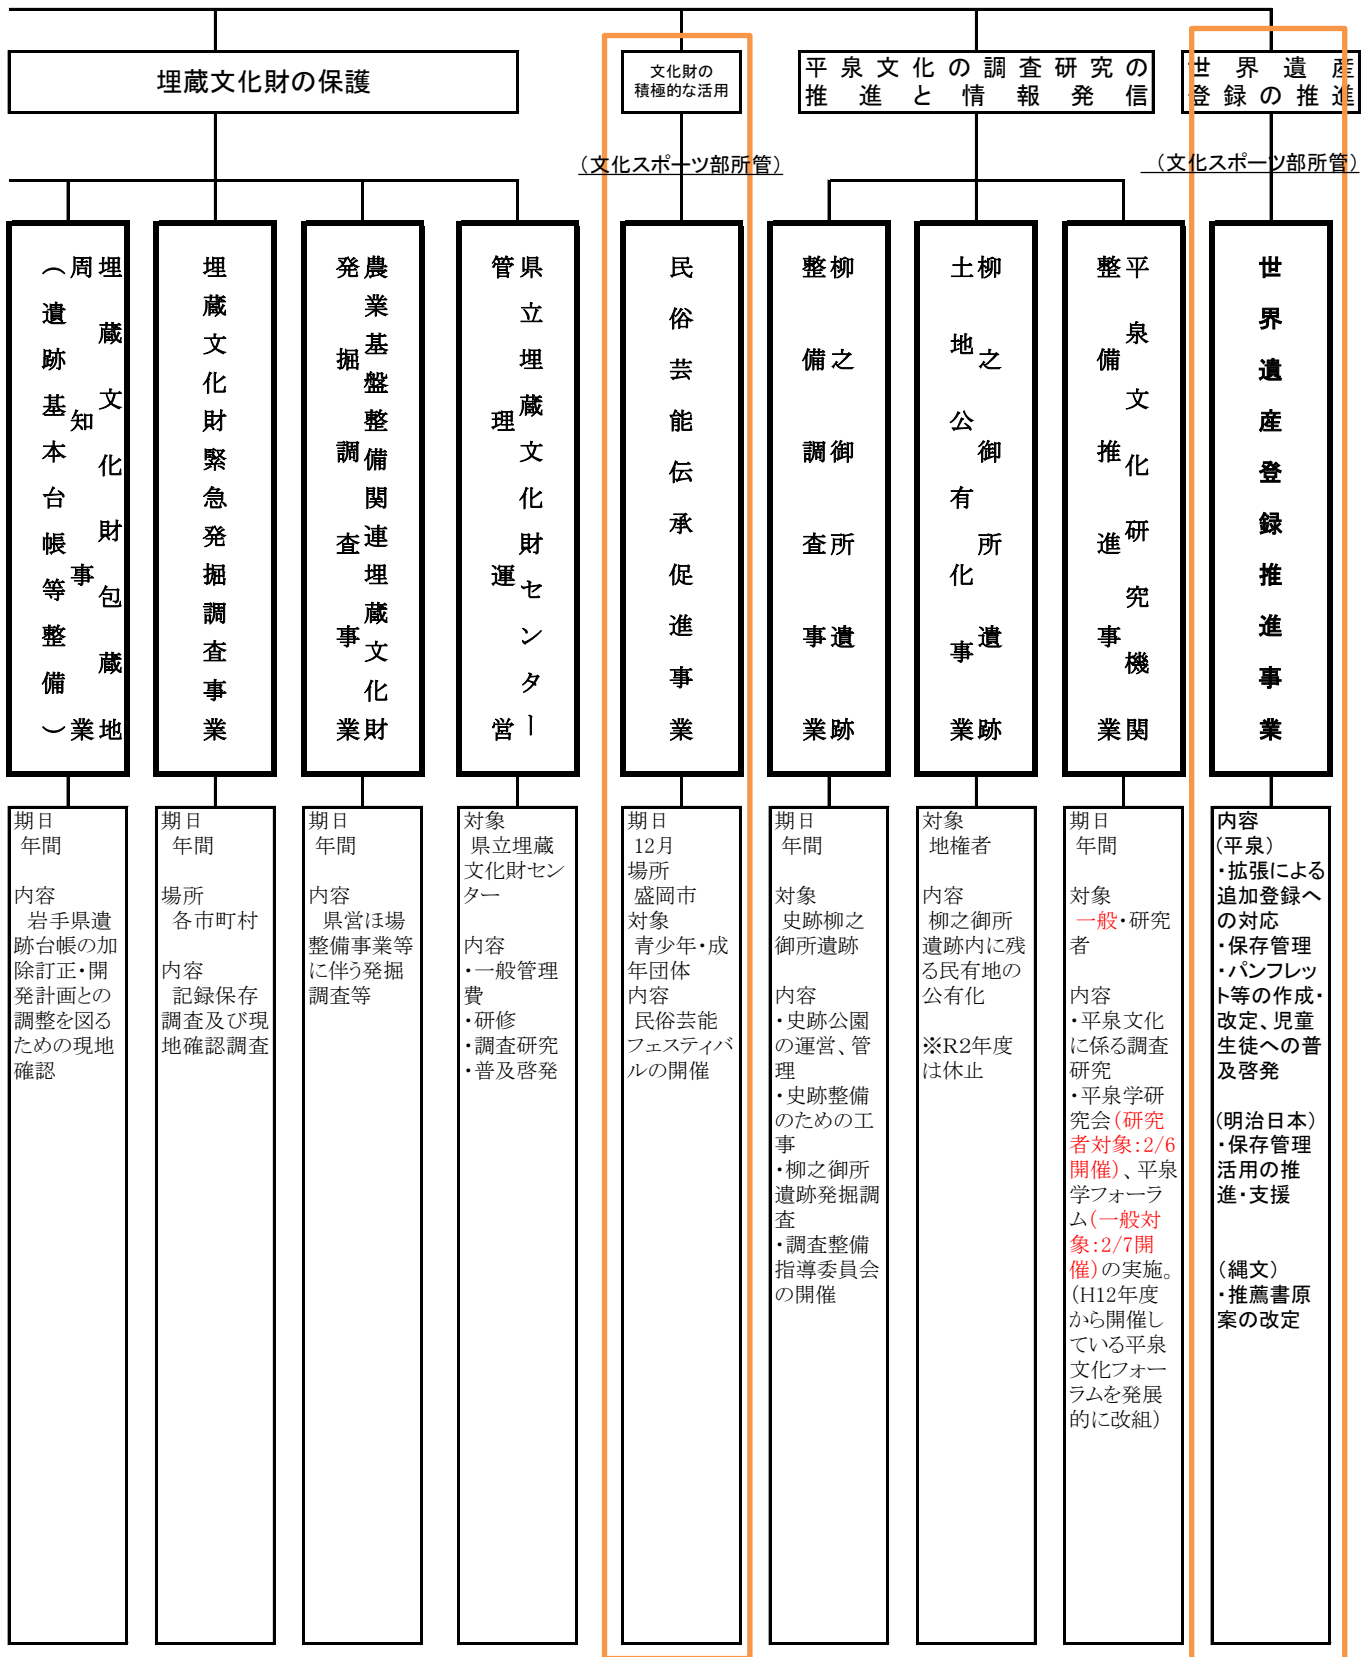 埋蔵文化財の保護
文化財の
積極的な活用
平泉文化の調査研究の
推進と情報発信
世界遺産
登録の推進
（文化スポーツ部所管）
（文化スポーツ部所管）
埋蔵文化財包蔵地
周知事業
（遺跡基本台帳等整備）
埋蔵文化財緊急発掘調査事業
農業基盤整備関連埋蔵文化財
発掘調査事業
県立埋蔵文化財センター
管理運営
民俗芸能伝承促進事業
柳之御所遺跡
整備調査事業
柳之御所遺跡
土地公有化事業
平泉文化研究機関
整備推進事業
世界遺産登録推進事業
期日
年間
内容
岩手県遺
跡台帳の加
除訂正・開
発計画との
調整を図る
ための現地
確認
期日
年間
場所
各市町村
内容
記録保存
調査及び現
地確認調査
期日
年間
内容
県営ほ場
整備事業等
に伴う発掘
調査等
対象
県立埋蔵
文化財セン
ター
内容
・一般管理
費
・研修
・調査研究
・普及啓発
期日
12月
場所
盛岡市
対象
青少年・成
年団体
内容
民俗芸能
フェスティバ
ルの開催
期日
年間
対象
史跡柳之
御所遺跡
内容
・史跡公園
の運営、管
理
・史跡整備
のための工
事
・柳之御所
遺跡発掘調
査
・調査整備
指導委員会
の開催
対象
地権者
内容
柳之御所
遺跡内に残
る民有地の
公有化
※R2年度
は休止
期日
年間
対象
一般・研究
者
内容
・平泉文化
に係る調査
研究
・平泉学研
究会(研究
者対象:2/6
開催)、平泉
学フォーラ
ム(一般対
象:2/7開
催)の実施。
(H12年度
から開催し
ている平泉
文化フォー
ラムを発展
的に改組)
内容
(平泉)
・拡張による
追加登録へ
の対応
・保存管理
・パンフレッ
ト等の作成・
改定、児童
生徒への普
及啓発
(明治日本)
・保存管理
活用の推
進・支援
(縄文)
・推薦書原
案の改定